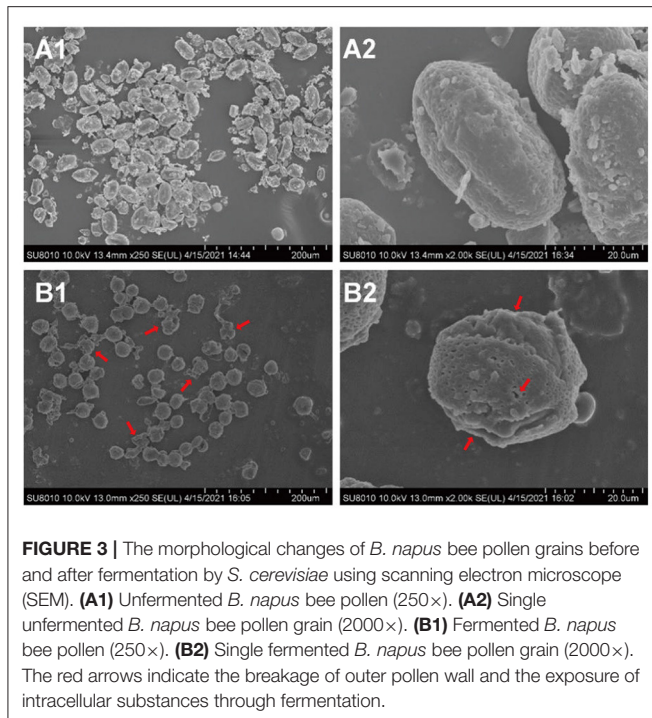 A1
SU8010 10.0kV 13.4mm x250 SE(UL) 4/15/2021 14:44
200um
A2
SU8010 10.0kV 13.4mm x2.00k SE(UL) 4/15/2021 16:34
20.0um
B1
SU8010 10.0kV 13.0mm x250 SE(UL) 4/15/2021 16:05
200um
B2
SU8010 10.0kV 13.0mm x2.00k SE(UL) 4/15/2021 16:02
20.0um
FIGURE 3 | The morphological changes of B. napus bee pollen grains before
and after fermentation by S. cerevisiae using scanning electron microscope
(SEM). (A1) Unfermented B. napus bee pollen (250×). (A2) Single
unfermented B. napus bee pollen grain (2000×). (B1) Fermented B. napus
bee pollen (250×). (B2) Single fermented B. napus bee pollen grain (2000×).
The red arrows indicate the breakage of outer pollen wall and the exposure of
intracellular substances through fermentation.